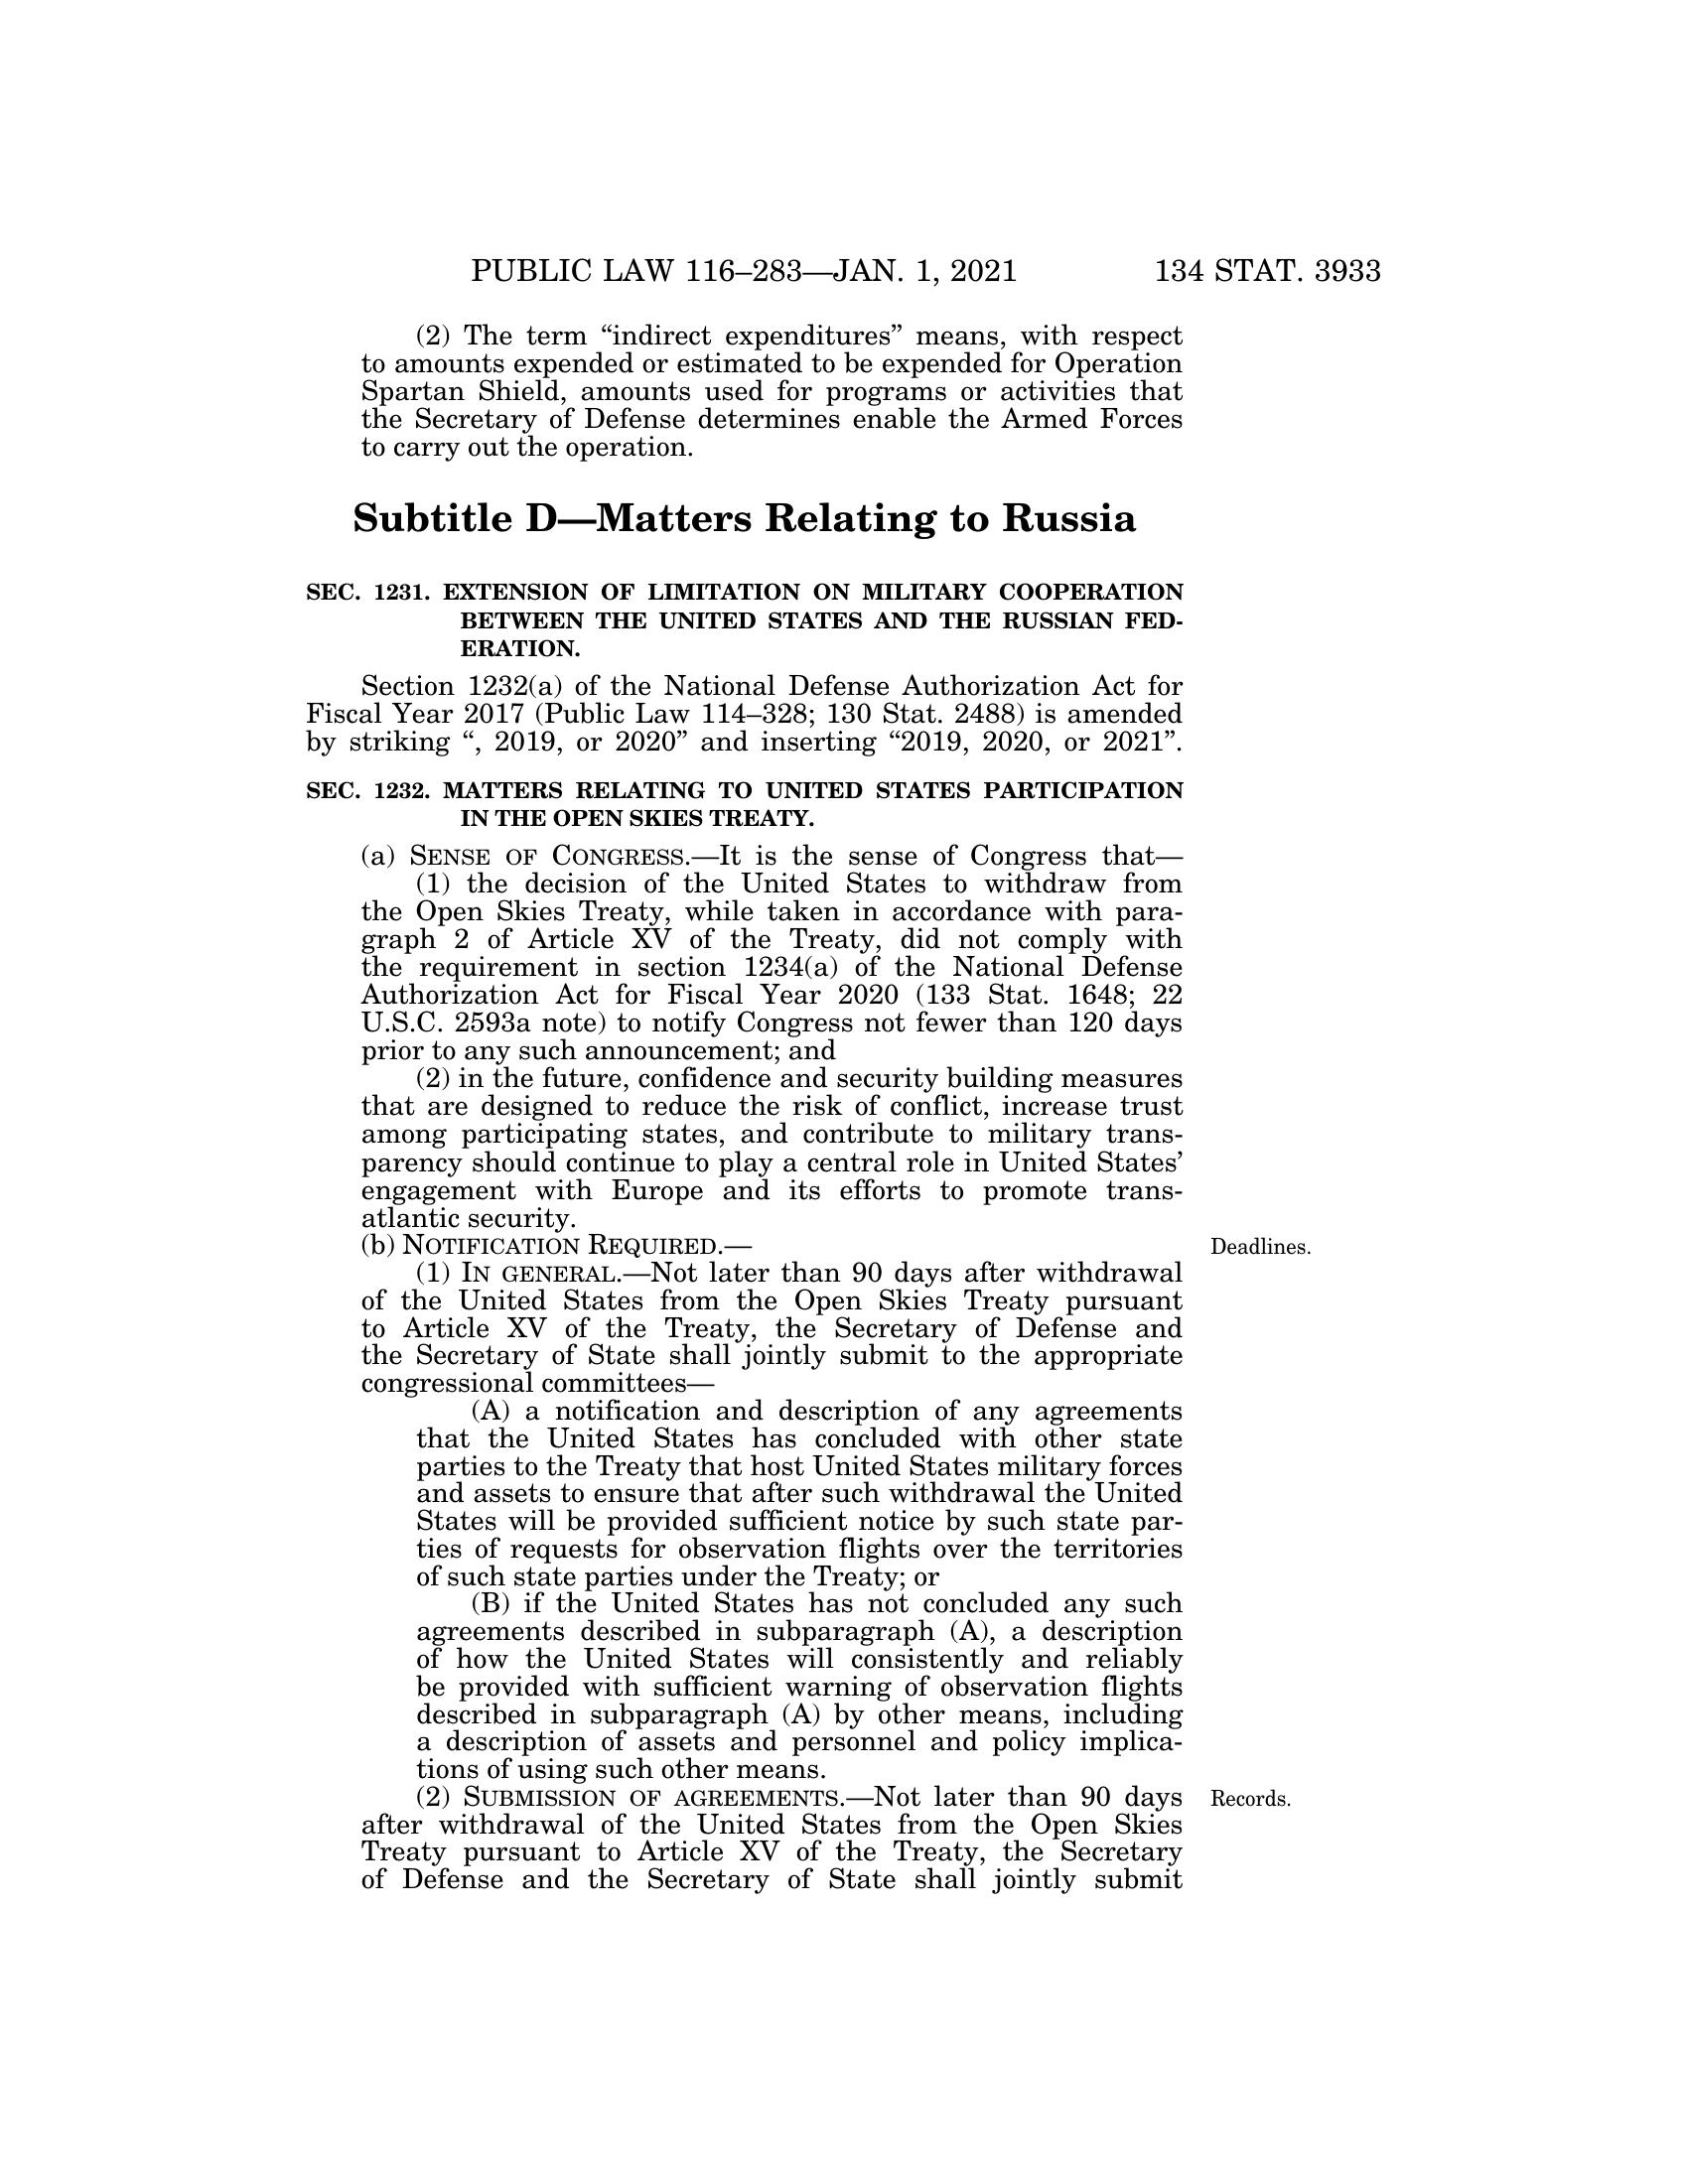 PUBLIC LAW 116–283—JAN. 1, 2021 134 STAT. 3933
(2) The term “indirect expenditures” means, with respect
to amounts expended or estimated to be expended for Operation
Spartan Shield, amounts used for programs or activities that
the Secretary of Defense determines enable the Armed Forces
to carry out the operation.
Subtitle D—Matters Relating to Russia
SEC. 1231. EXTENSION OF LIMITATION ON MILITARY COOPERATION
BETWEEN THE UNITED STATES AND THE RUSSIAN FED-
ERATION.
Section 1232(a) of the National Defense Authorization Act for
Fiscal Year 2017 (Public Law 114–328; 130 Stat. 2488) is amended
by striking “, 2019, or 2020” and inserting “2019, 2020, or 2021”.
SEC. 1232. MATTERS RELATING TO UNITED STATES PARTICIPATION
IN THE OPEN SKIES TREATY.
(a) SENSE OF CONGRESS.—It is the sense of Congress that—
(1) the decision of the United States to withdraw from
the Open Skies Treaty, while taken in accordance with para-
graph 2 of Article XV of the Treaty, did not comply with
the requirement in section 1234(a) of the National Defense
Authorization Act for Fiscal Year 2020 (133 Stat. 1648; 22
U.S.C. 2593a note) to notify Congress not fewer than 120 days
prior to any such announcement; and
(2) in the future, confidence and security building measures
that are designed to reduce the risk of conflict, increase trust
among participating states, and contribute to military trans-
parency should continue to play a central role in United States’
engagement with Europe and its efforts to promote trans-
atlantic security.
(b) NOTIFICATION REQUIRED.— Deadlines.
(1) IN GENERAL.—Not later than 90 days after withdrawal
of the United States from the Open Skies Treaty pursuant
to Article XV of the Treaty, the Secretary of Defense and
the Secretary of State shall jointly submit to the appropriate
congressional committees—
(A) a notification and description of any agreements
that the United States has concluded with other state
parties to the Treaty that host United States military forces
and assets to ensure that after such withdrawal the United
States will be provided sufficient notice by such state par-
ties of requests for observation flights over the territories
of such state parties under the Treaty; or
(B) if the United States has not concluded any such
agreements described in subparagraph (A), a description
of how the United States will consistently and reliably
be provided with sufficient warning of observation flights
described in subparagraph (A) by other means, including
a description of assets and personnel and policy implica-
tions of using such other means.
(2) SUBMISSION OF AGREEMENTS.—Not later than 90 days Records.
after withdrawal of the United States from the Open Skies
Treaty pursuant to Article XV of the Treaty, the Secretary
of Defense and the Secretary of State shall jointly submit